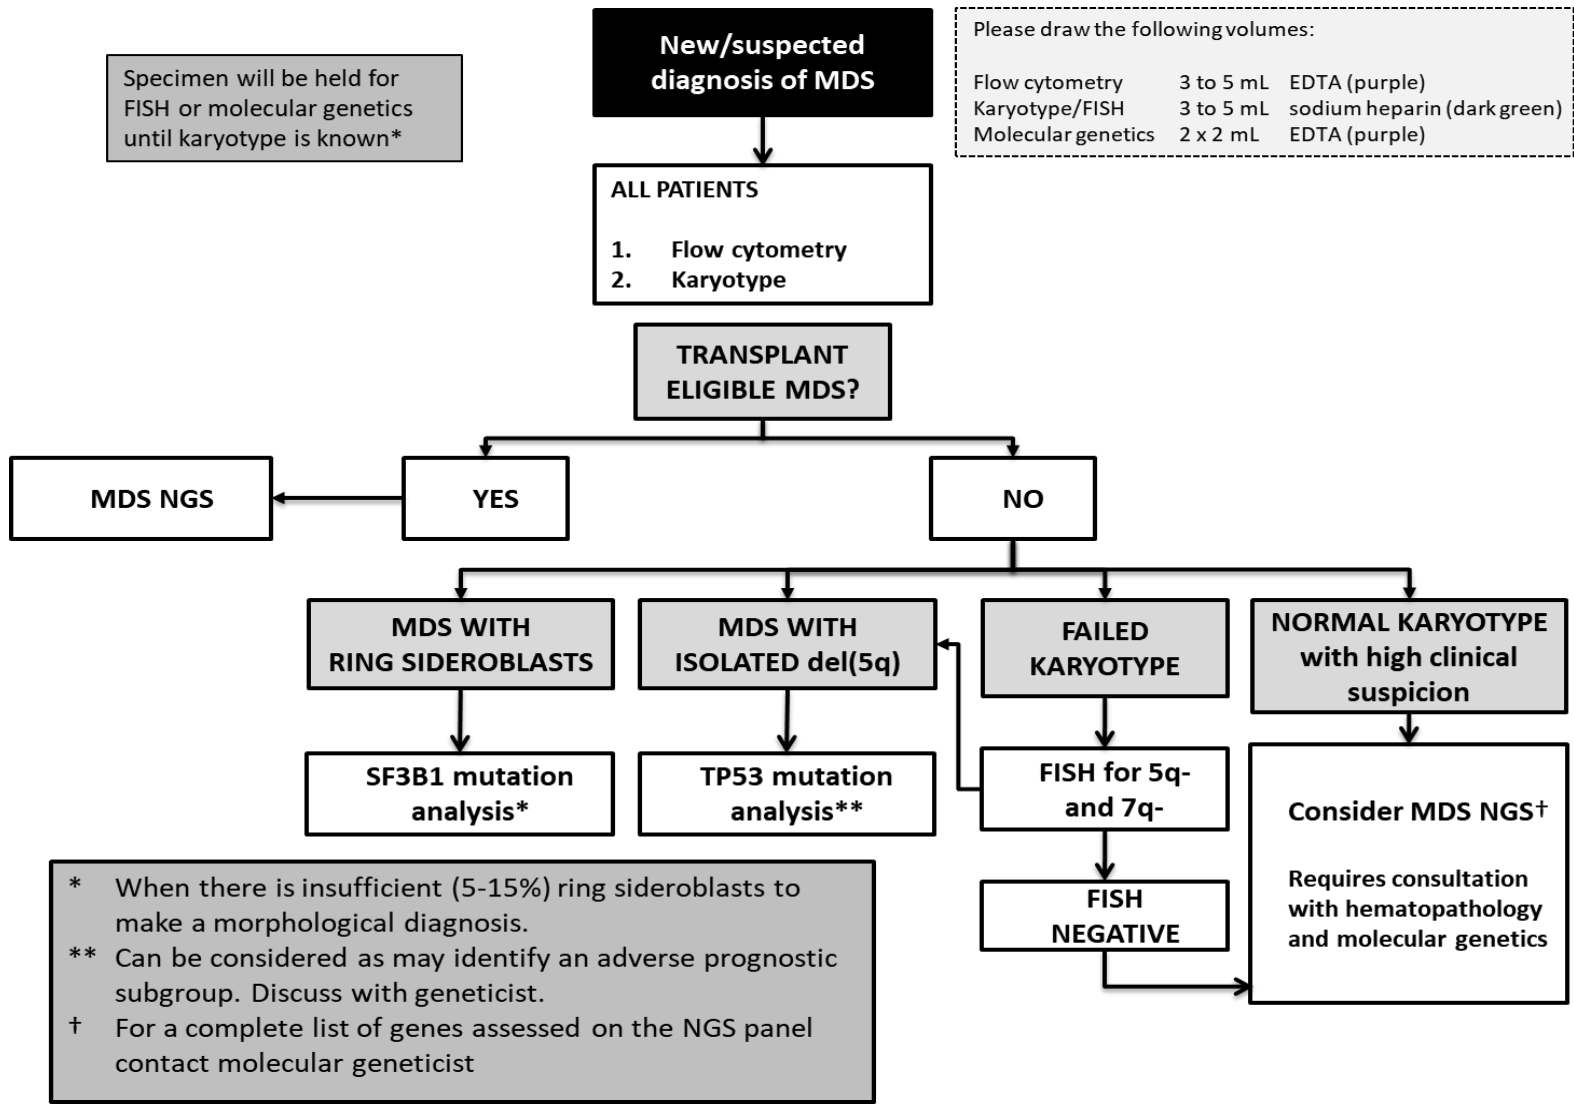 New/suspected
diagnosis of MDS
Please draw the following volumes:
Flow cytometry 3 to 5 mL EDTA (purple)
Karyotype/FISH 3 to 5 mL sodium heparin (dark green)
Molecular genetics 2 x 2 mL EDTA (purple)
Specimen will be held for
FISH or molecular genetics
until karyotype is known*
ALL PATIENTS
1. Flow cytometry
2. Karyotype
TRANSPLANT
ELIGIBLE MDS?
MDS NGS
YES
NO
MDS WITH
RING SIDEROBLASTS
MDS WITH
ISOLATED del(5q)
FAILED
KARYOTYPE
NORMAL KARYOTYPE
with high clinical
suspicion
SF3B1 mutation
analysis*
TP53 mutation
analysis**
FISH for 5q-
and 7q-
FISH
NEGATIVE
Consider MDS NGS†
Requires consultation
with hematopathology
and molecular genetics
* When there is insufficient (5-15%) ring sideroblasts to
make a morphological diagnosis.
** Can be considered as may identify an adverse prognostic
subgroup. Discuss with geneticist.
† For a complete list of genes assessed on the NGS panel
contact molecular geneticist